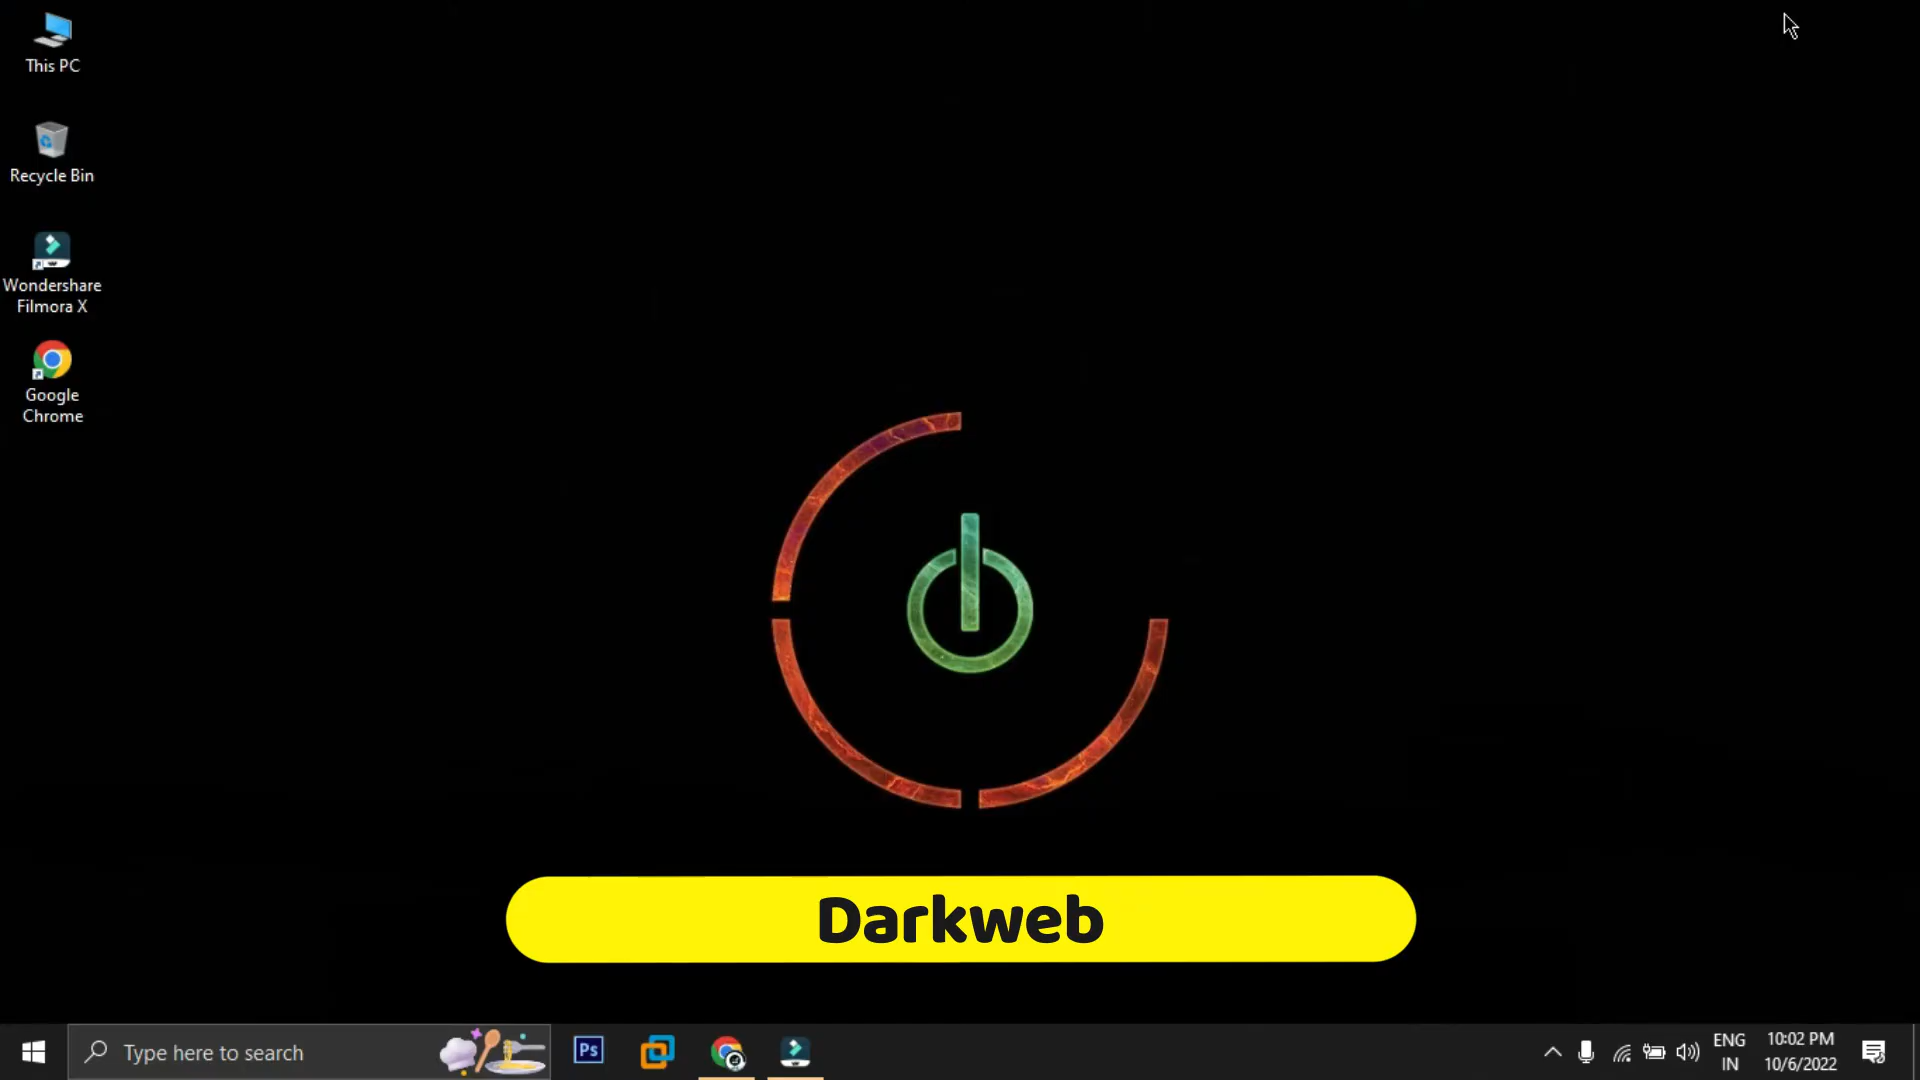 This PC
Recycle Bin
Wondershare
Filmora X
Google
Chrome
Darkweb
Type here to search
Ps
ENG
IN
10:02 PM
10/6/2022